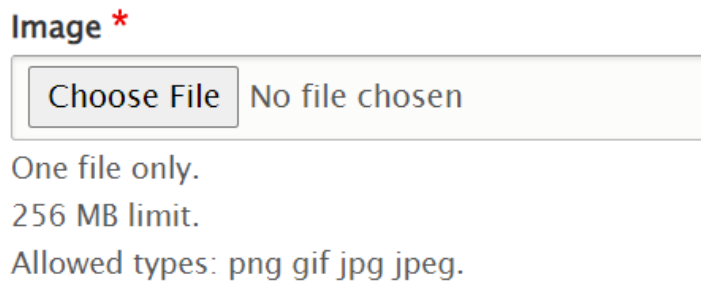 Image *
Choose File No file chosen
One file only.
256 MB limit.
Allowed types: png gif jpg jpeg.